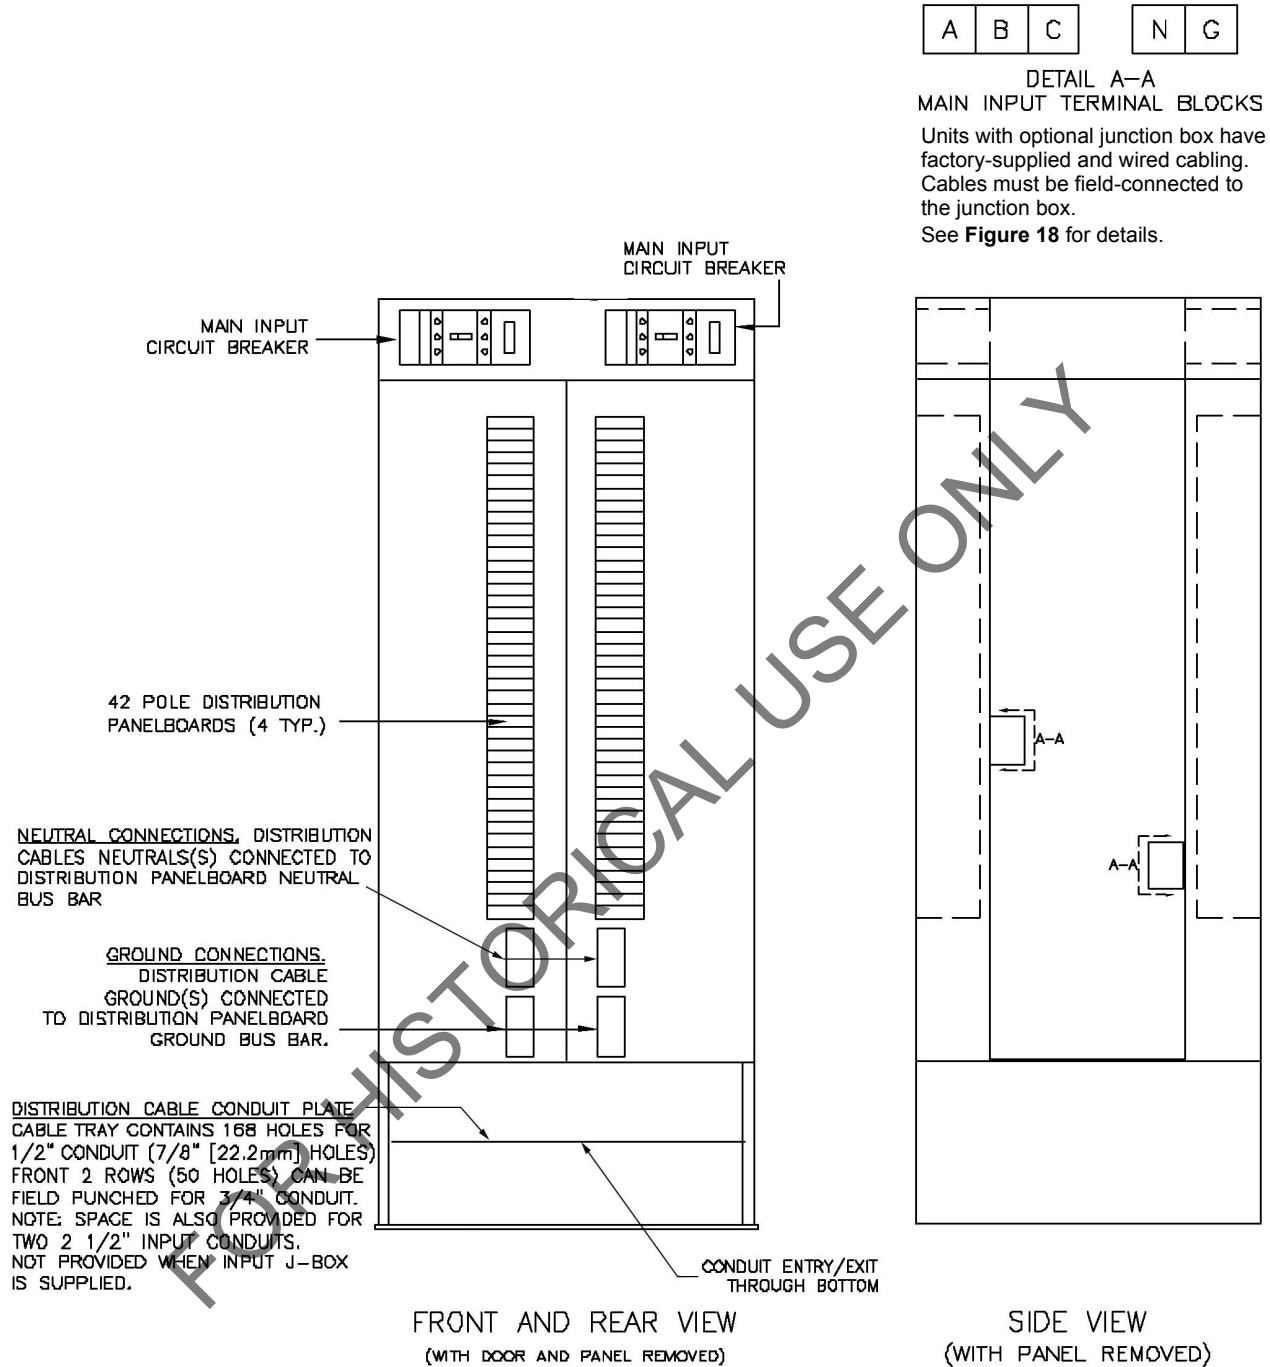 A B C N G
DETAIL A-A
MAIN INPUT TERMINAL BLOCKS
Units with optional junction box have
factory-supplied and wired cabling.
Cables must be field-connected to
the junction box.
See Figure 18 for details.
MAIN INPUT
CIRCUIT BREAKER
MAIN INPUT
CIRCUIT BREAKER
42 POLE DISTRIBUTION
PANELBOARDS (4 TYP.)
NEUTRAL CONNECTIONS. DISTRIBUTION
CABLES NEUTRALS(S) CONNECTED TO
DISTRIBUTION PANELBOARD NEUTRAL
BUS BAR
GROUND CONNECTIONS.
DISTRIBUTION CABLE
GROUND(S) CONNECTED
TO DISTRIBUTION PANELBOARD
GROUND BUS BAR.
DISTRIBUTION CABLE CONDUIT PLATE
CABLE TRAY CONTAINS 168 HOLES FOR
1/2" CONDUIT (7/8" [22.2mm] HOLES)
FRONT 2 ROWS (50 HOLES) CAN BE
FIELD PUNCHED FOR 3/4" CONDUIT.
NOTE: SPACE IS ALSO PROVIDED FOR
TWO 2 1/2" INPUT CONDUITS.
NOT PROVIDED WHEN INPUT J-BOX
IS SUPPLIED.
CONDUIT ENTRY/EXIT
THROUGH BOTTOM
FRONT AND REAR VIEW
(WITH DOOR AND PANEL REMOVED)
A-A
A-A
SIDE VIEW
(WITH PANEL REMOVED)
FOR HISTORICAL USE ONLY